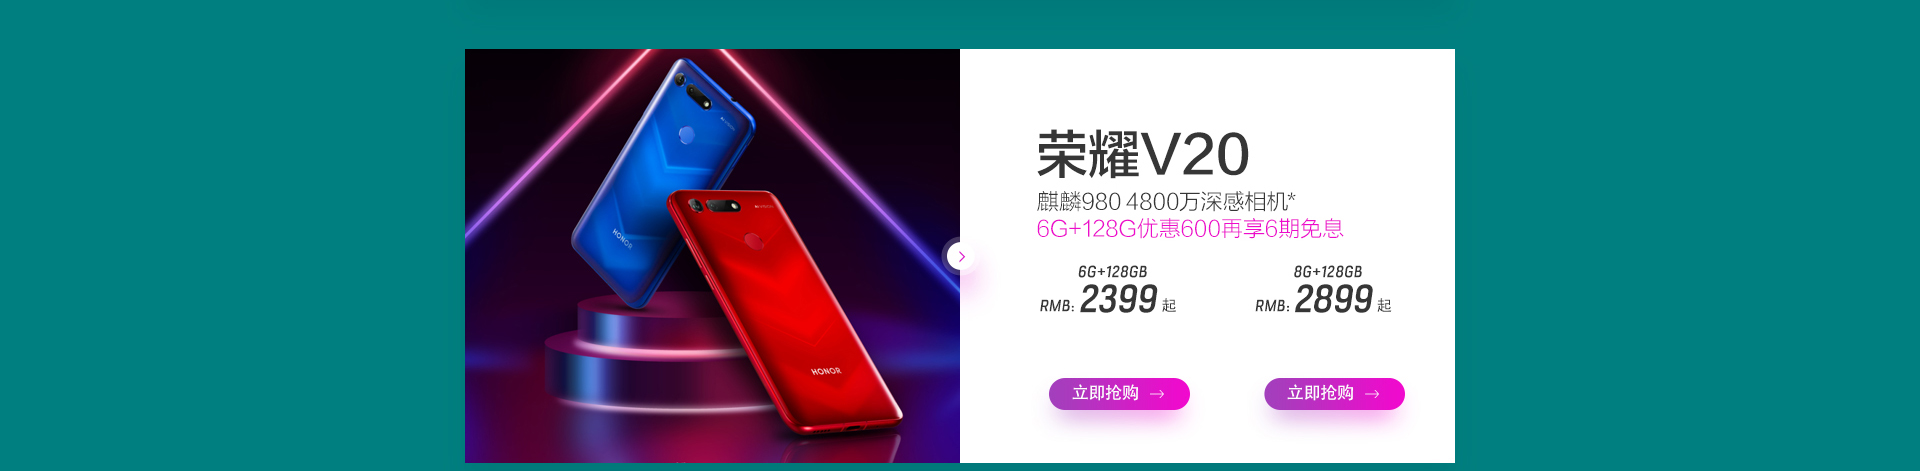 荣耀V20
麒麟980 4800万深感相机*
6G+128G优惠600再享6期免息
6G+128GB
RMB: 2399 起
8G+128GB
RMB: 2899 起
立即抢购 →
立即抢购 →
HONOR
HONOR